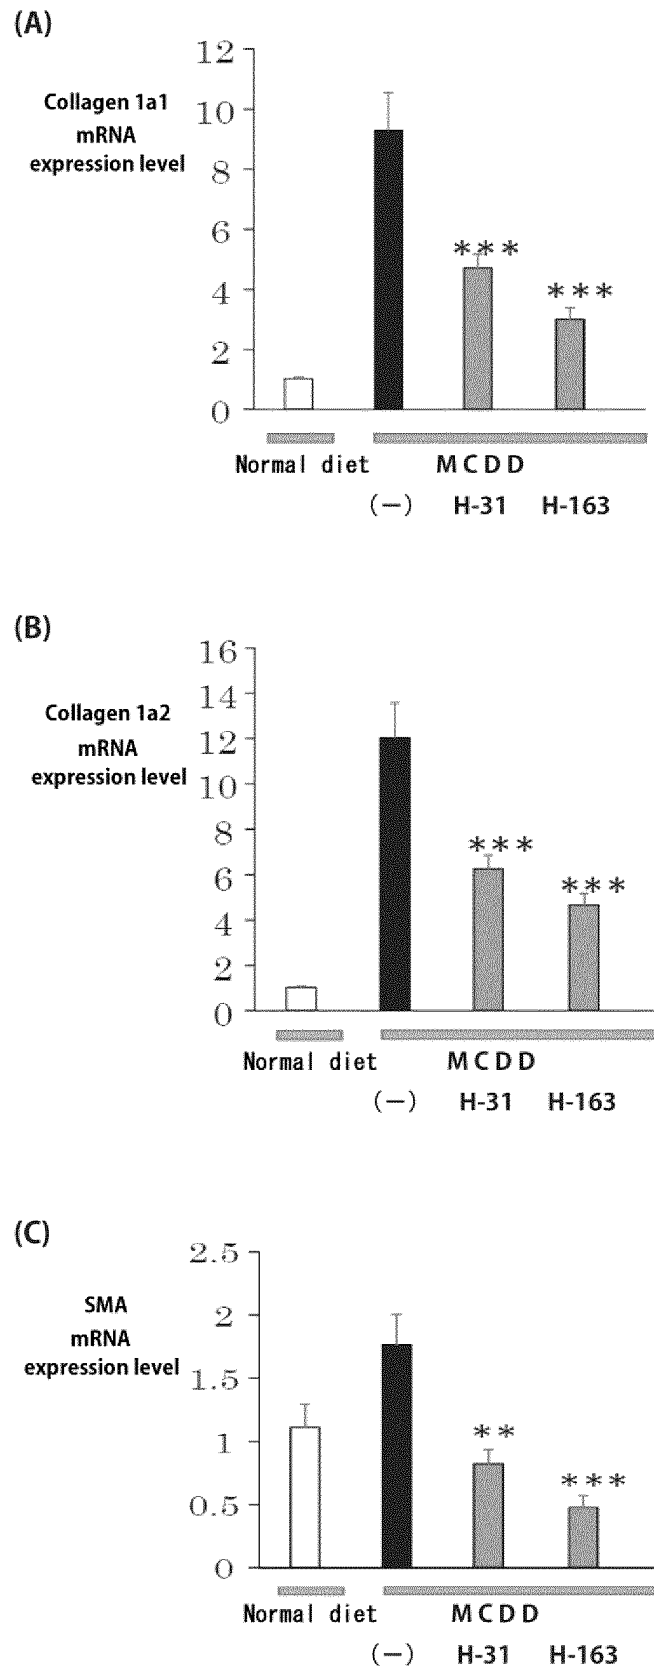 (A)
Collagen 1a1
mRNA
expression level
12
10
8
6
4
2
0
***
***
Normal diet MCDD
(−) H-31 H-163
(B)
Collagen 1a2
mRNA
expression level
16
14
12
10
8
6
4
2
0
***
***
Normal diet MCDD
(−) H-31 H-163
(C)
SMA
mRNA
expression level
2.5
2
1.5
1
0.5
0
**
***
Normal diet MCDD
(−) H-31 H-163